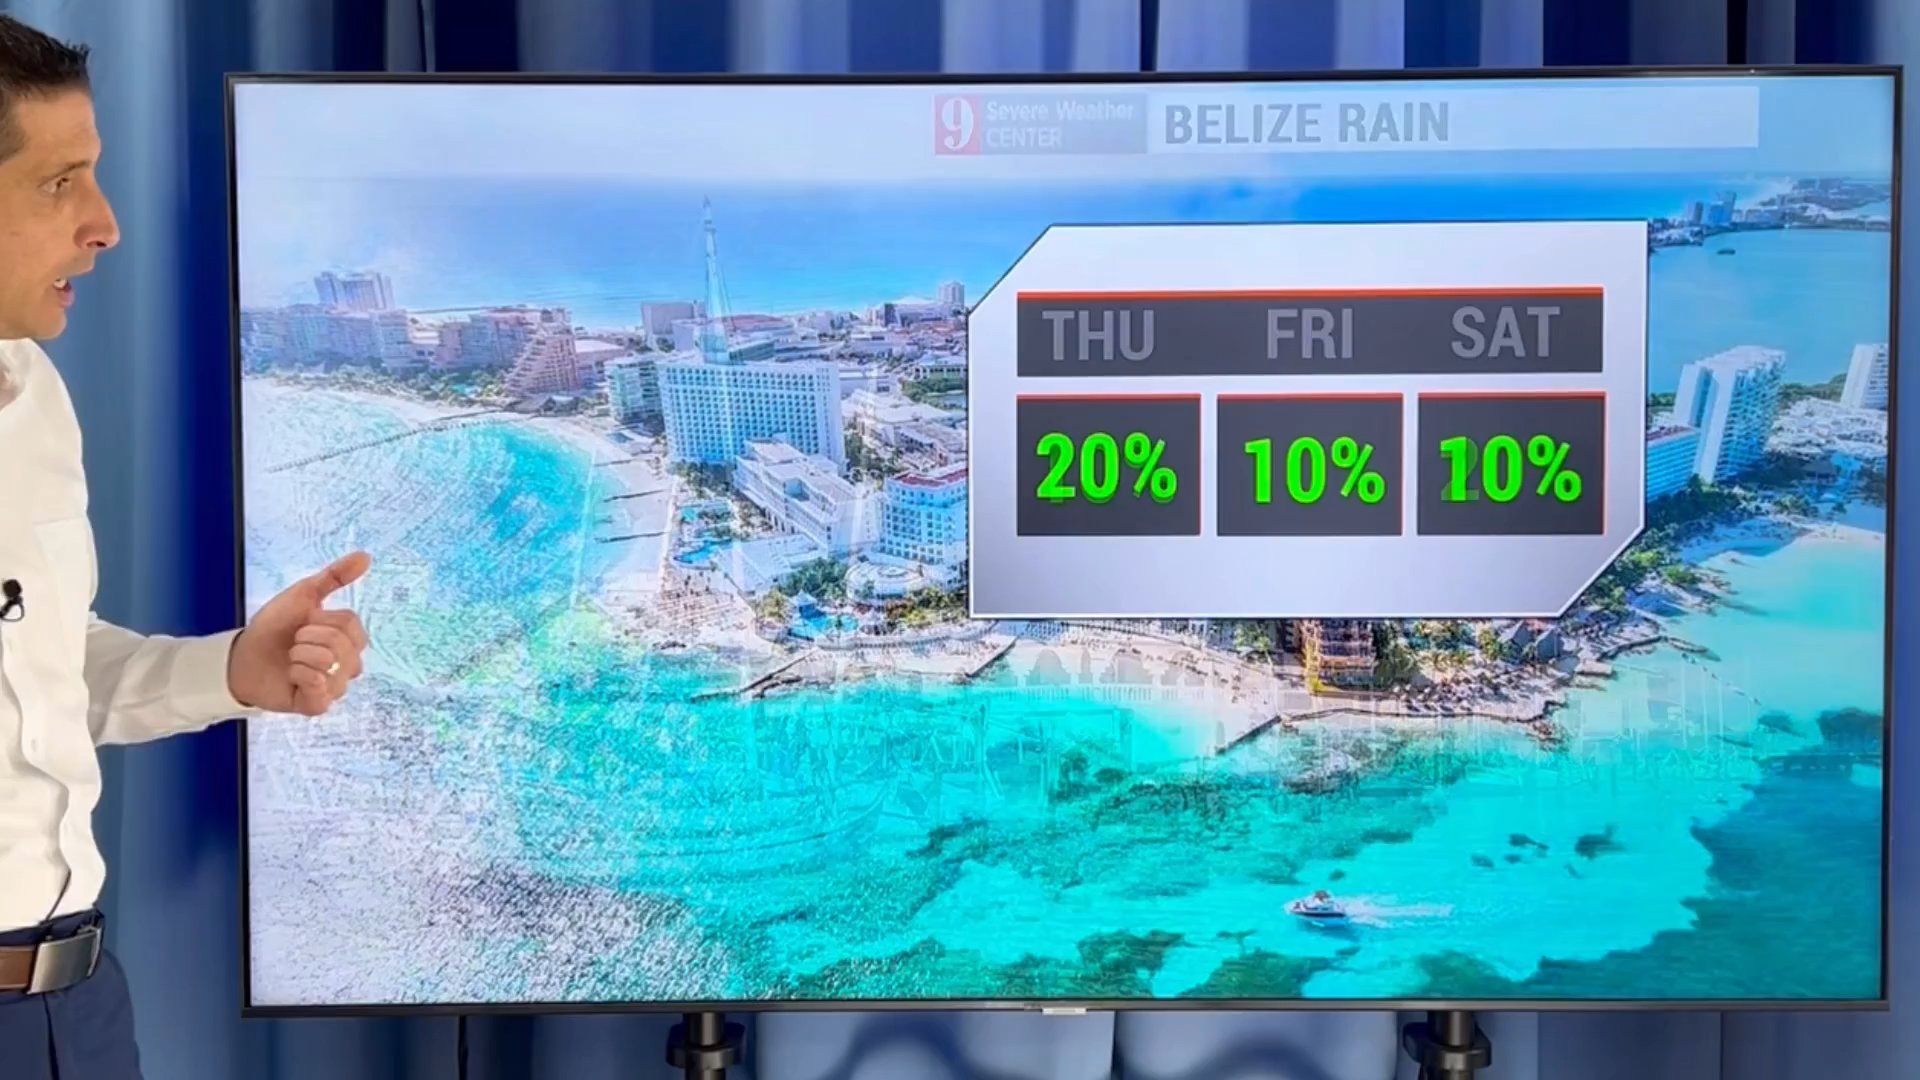 9 Severe Weather
CENTER
BELIZE RAIN
THU FRI SAT
20% 10% 10%